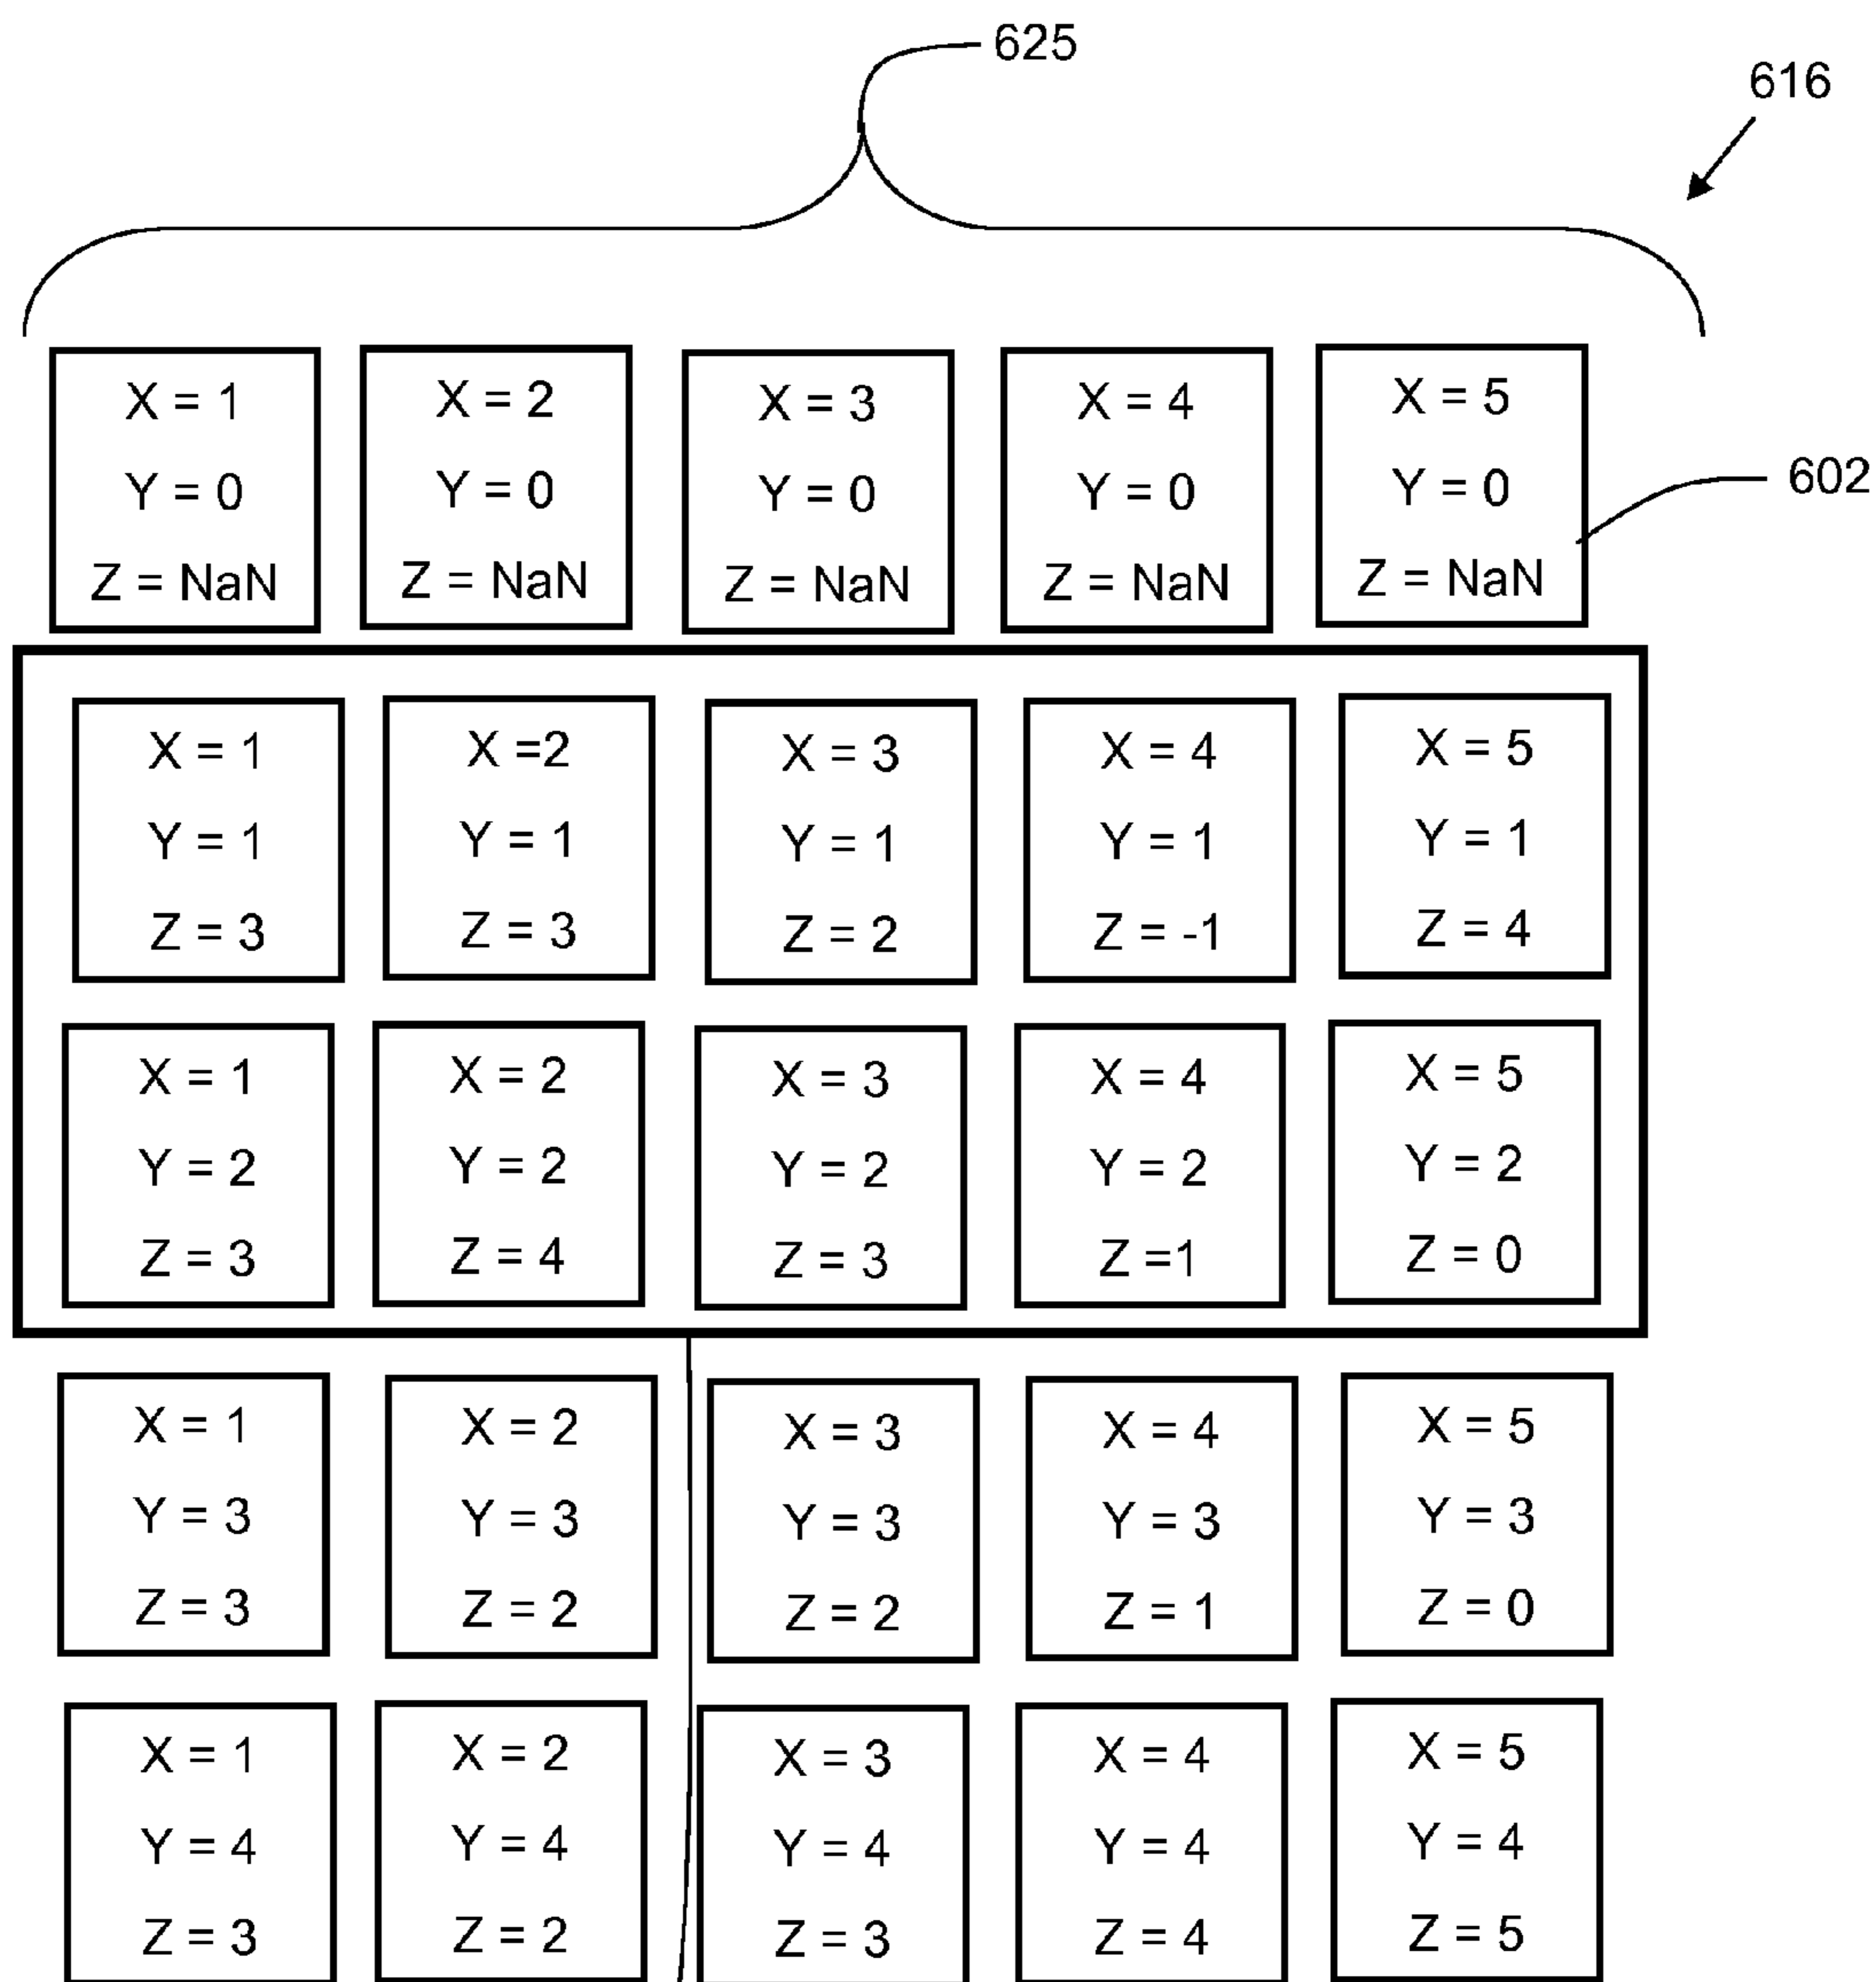 625
616
X = 1
Y = 0
Z = NaN
X = 2
Y = 0
Z = NaN
X = 3
Y = 0
Z = NaN
X = 4
Y = 0
Z = NaN
X = 5
Y = 0
Z = NaN
602
X = 1
Y = 1
Z = 3
X =2
Y = 1
Z = 3
X = 3
Y = 1
Z = 2
X = 4
Y = 1
Z = -1
X = 5
Y = 1
Z = 4
X = 1
Y = 2
Z = 3
X = 2
Y = 2
Z = 4
X = 3
Y = 2
Z = 3
X = 4
Y = 2
Z =1
X = 5
Y = 2
Z = 0
X = 1
Y = 3
Z = 3
X = 2
Y = 3
Z = 2
X = 3
Y = 3
Z = 2
X = 4
Y = 3
Z = 1
X = 5
Y = 3
Z = 0
X = 1
Y = 4
Z = 3
X = 2
Y = 4
Z = 2
X = 3
Y = 4
Z = 3
X = 4
Y = 4
Z = 4
X = 5
Y = 4
Z = 5